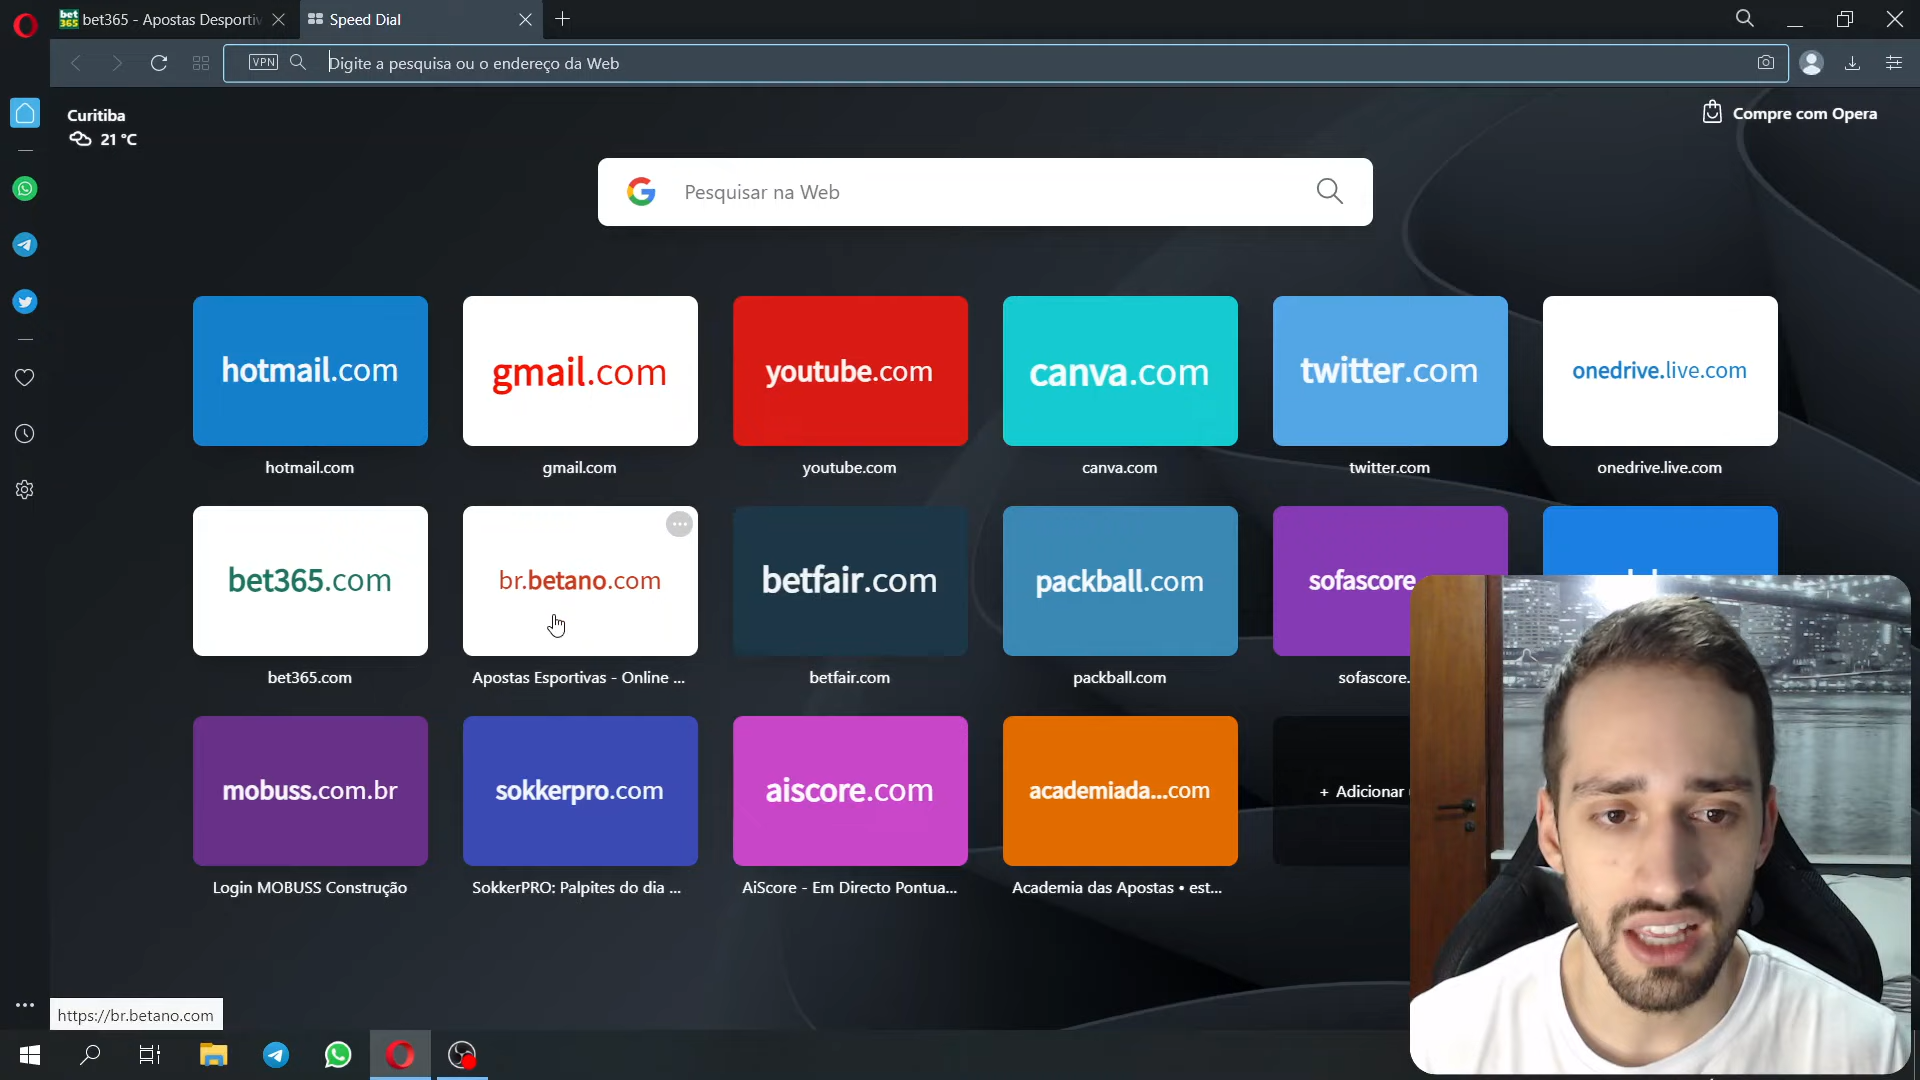 bet365 - Apostas Desportiv
Speed Dial
VPN
Digite a pesquisa ou o endereço da Web
Curitiba
21 °C
Compre com Opera
Pesquisar na Web
hotmail.com
gmail.com
youtube.com
canva.com
twitter.com
onedrive.live.com
hotmail.com
gmail.com
youtube.com
canva.com
twitter.com
onedrive.live.com
bet365.com
br.betano.com
betfair.com
packball.com
sofascore
bet365.com
Apostas Esportivas - Online ...
betfair.com
packball.com
sofascore.
mobuss.com.br
sokkerpro.com
aiscore.com
academiada...com
+ Adicionar
Login MOBUSS Construção
SokkerPRO: Palpites do dia ...
AiScore - Em Directo Pontua...
Academia das Apostas • est...
https://br.betano.com